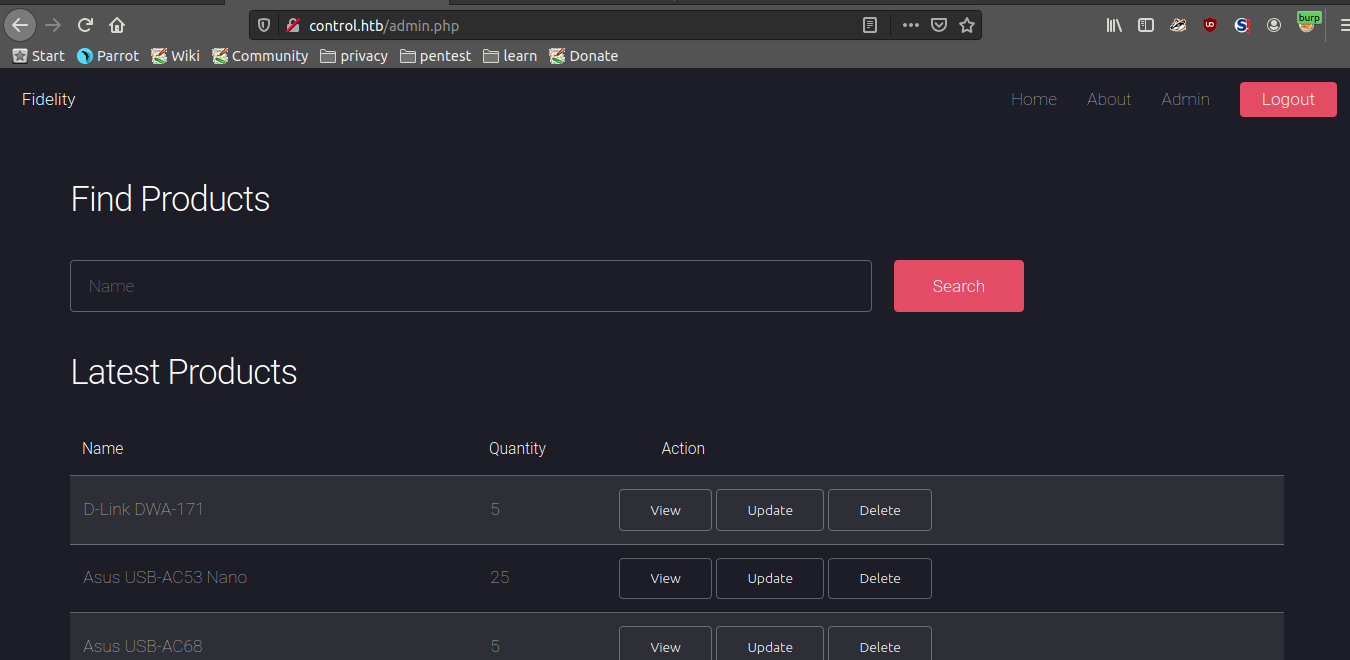 control.htb/admin.php
burp
Start Parrot Wiki Community privacy pentest learn Donate
Fidelity Home About Admin Logout
Find Products
Name Search
Latest Products
Name Quantity Action
D-Link DWA-171 5 View Update Delete
Asus USB-AC53 Nano 25 View Update Delete
Asus USB-AC68 5 View Update Delete